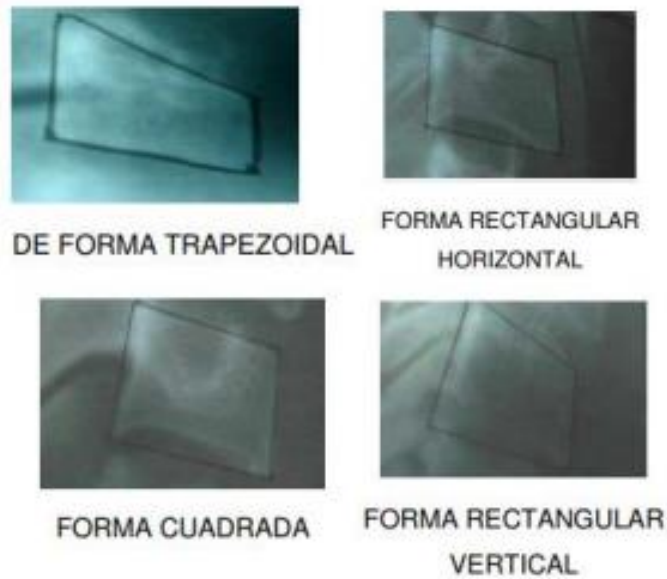 DE FORMA TRAPEZOIDAL
FORMA RECTANGULAR
HORIZONTAL
FORMA CUADRADA
FORMA RECTANGULAR
VERTICAL